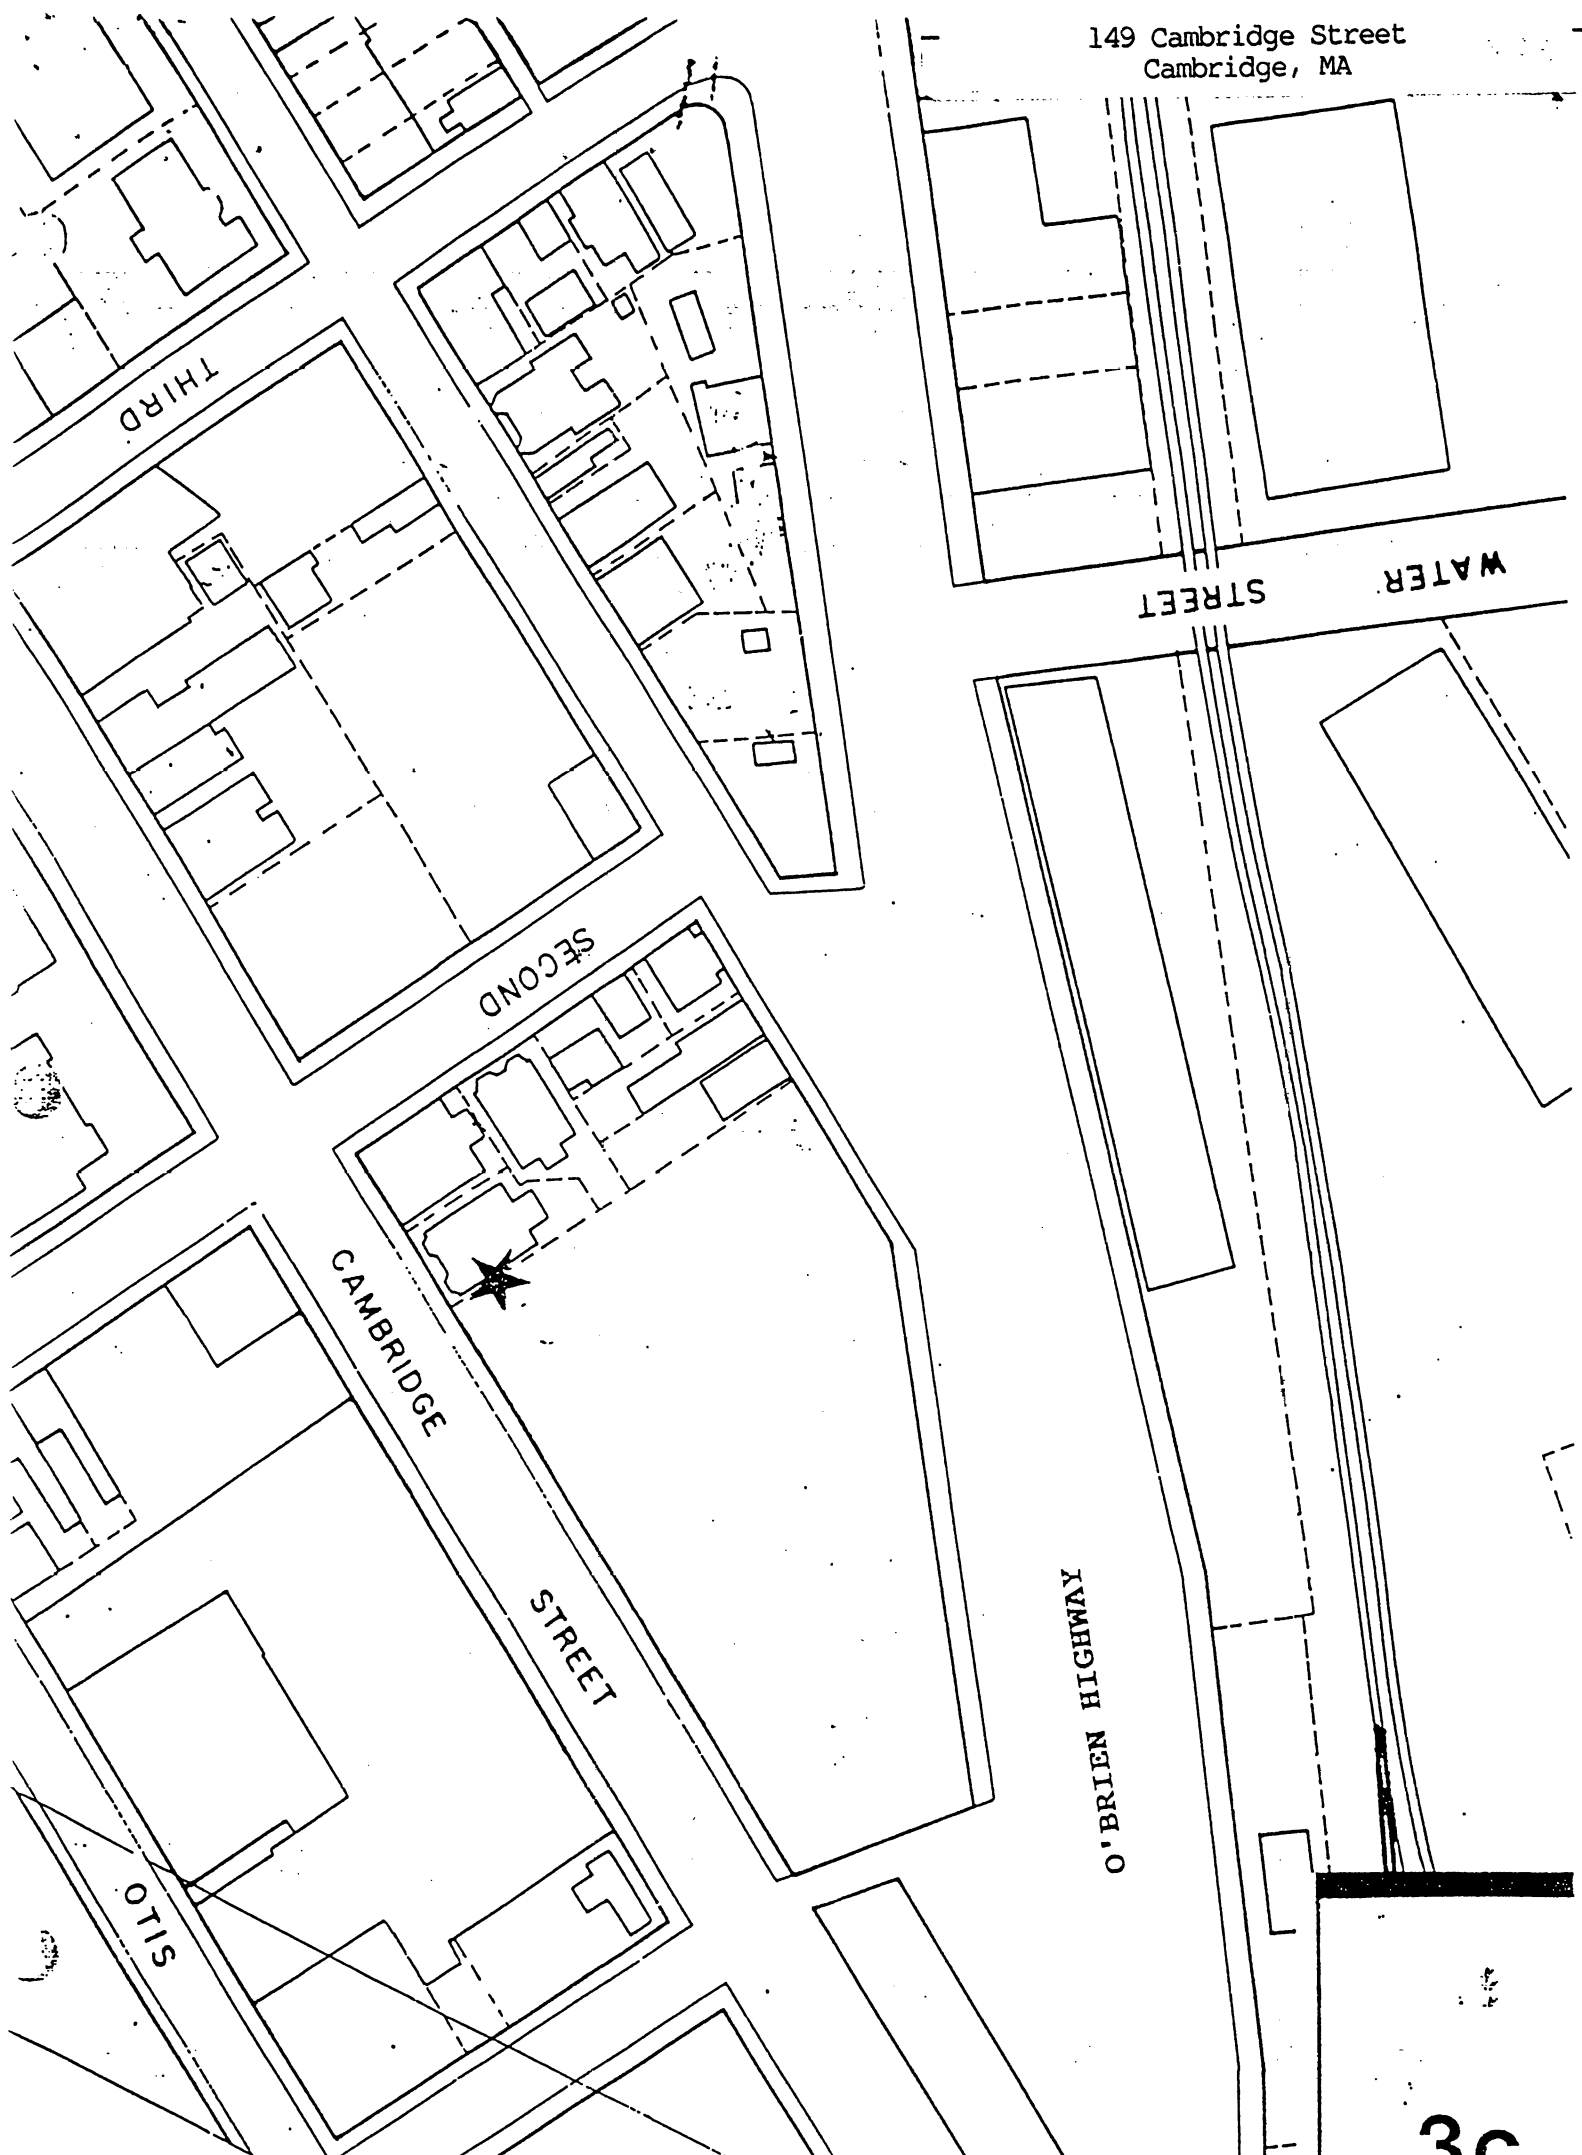 149 Cambridge Street
Cambridge, MA
THIRD
WATER
STREET
SECOND
CAMBRIDGE
STREET
O'BRIEN HIGHWAY
OTIS